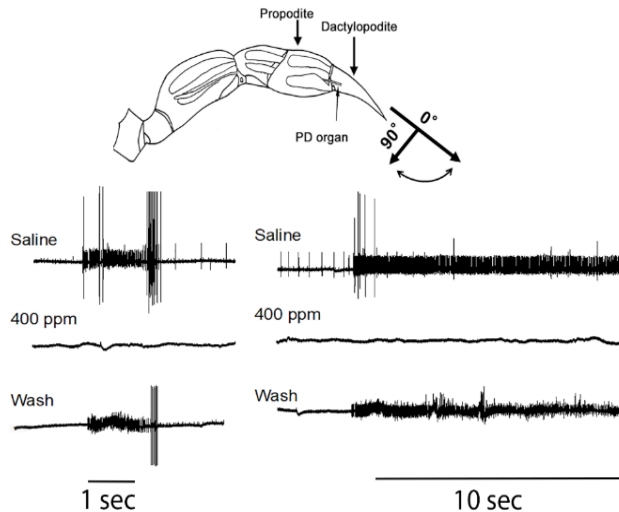 Propodite
Dactylopodite
PD organ
0°
90°
Saline
Saline
400 ppm
400 ppm
Wash
Wash
1 sec
10 sec